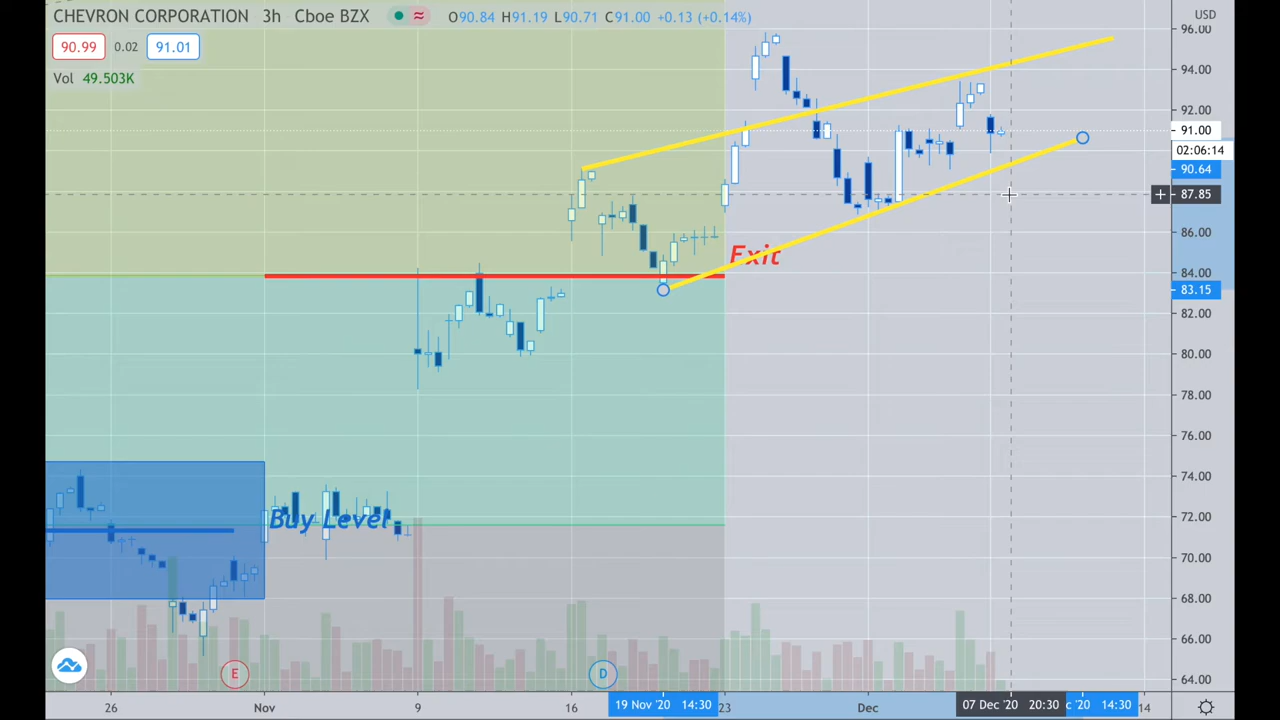 CHEVRON CORPORATION 3h Cboe BZX ≈ O90.84 H91.19 L90.71 C91.00 +0.13 (+0.14%)
USD
96.00
90.99 0.02 91.01
94.00
Vol 49.503K
92.00
91.00
02:06:14
90.64
+ 87.85
86.00
Exit
84.00
83.15
82.00
80.00
78.00
76.00
74.00
Buy Level
72.00
70.00
68.00
66.00
E D
64.00
26 Nov 9 16 19 Nov '20 14:30 23 Dec 07 Dec '20 20:30 '20 14:30 14